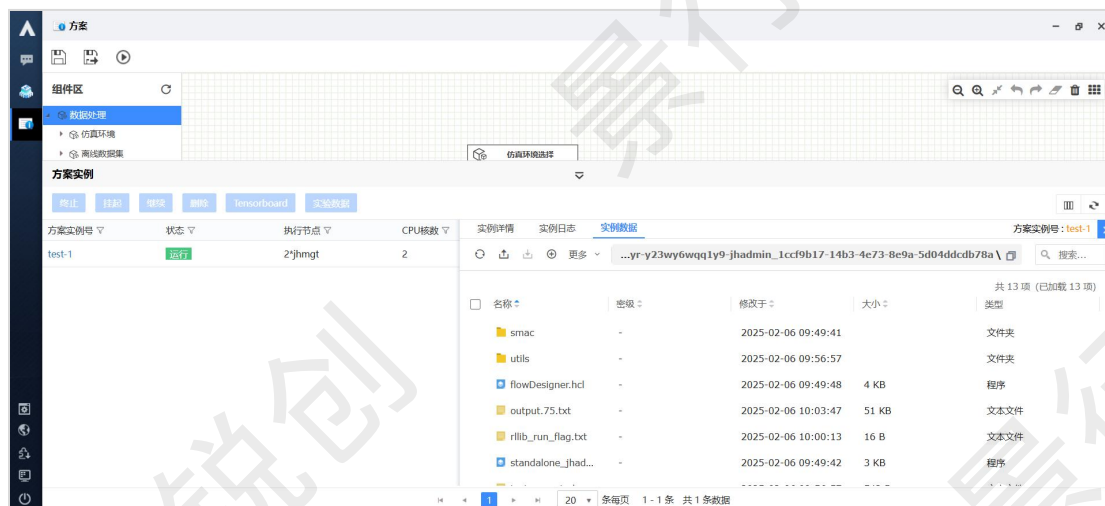 方案
组件区
数据处理
仿真环境
离线数据集
仿真环境选择
方案实例
终止 挂起 继续 删除 Tensorboard 实验数据
方案实例号 状态 执行节点 CPU核数
test-1 运行 2*jhmgt 2
实例详情 实例日志 实例数据 方案实例号 : test-1
更多 ...yr-y23wy6wqq1y9-jhadmin_1ccf9b17-14b3-4e73-8e9a-5d04ddcdb78a \ 搜索...
共 13 项 (已加载 13 项)
名称 密级 修改于 大小 类型
smac - 2025-02-06 09:49:41 文件夹
utils - 2025-02-06 09:56:57 文件夹
flowDesigner.hcl - 2025-02-06 09:49:48 4 KB 程序
output.75.txt - 2025-02-06 10:03:47 51 KB 文本文件
rllib_run_flag.txt - 2025-02-06 10:00:13 16 B 文本文件
standalone_jhad... - 2025-02-06 09:49:42 3 KB 程序
1 20 条每页 1 - 1 条 共 1 条数据
景行
锐创
景行